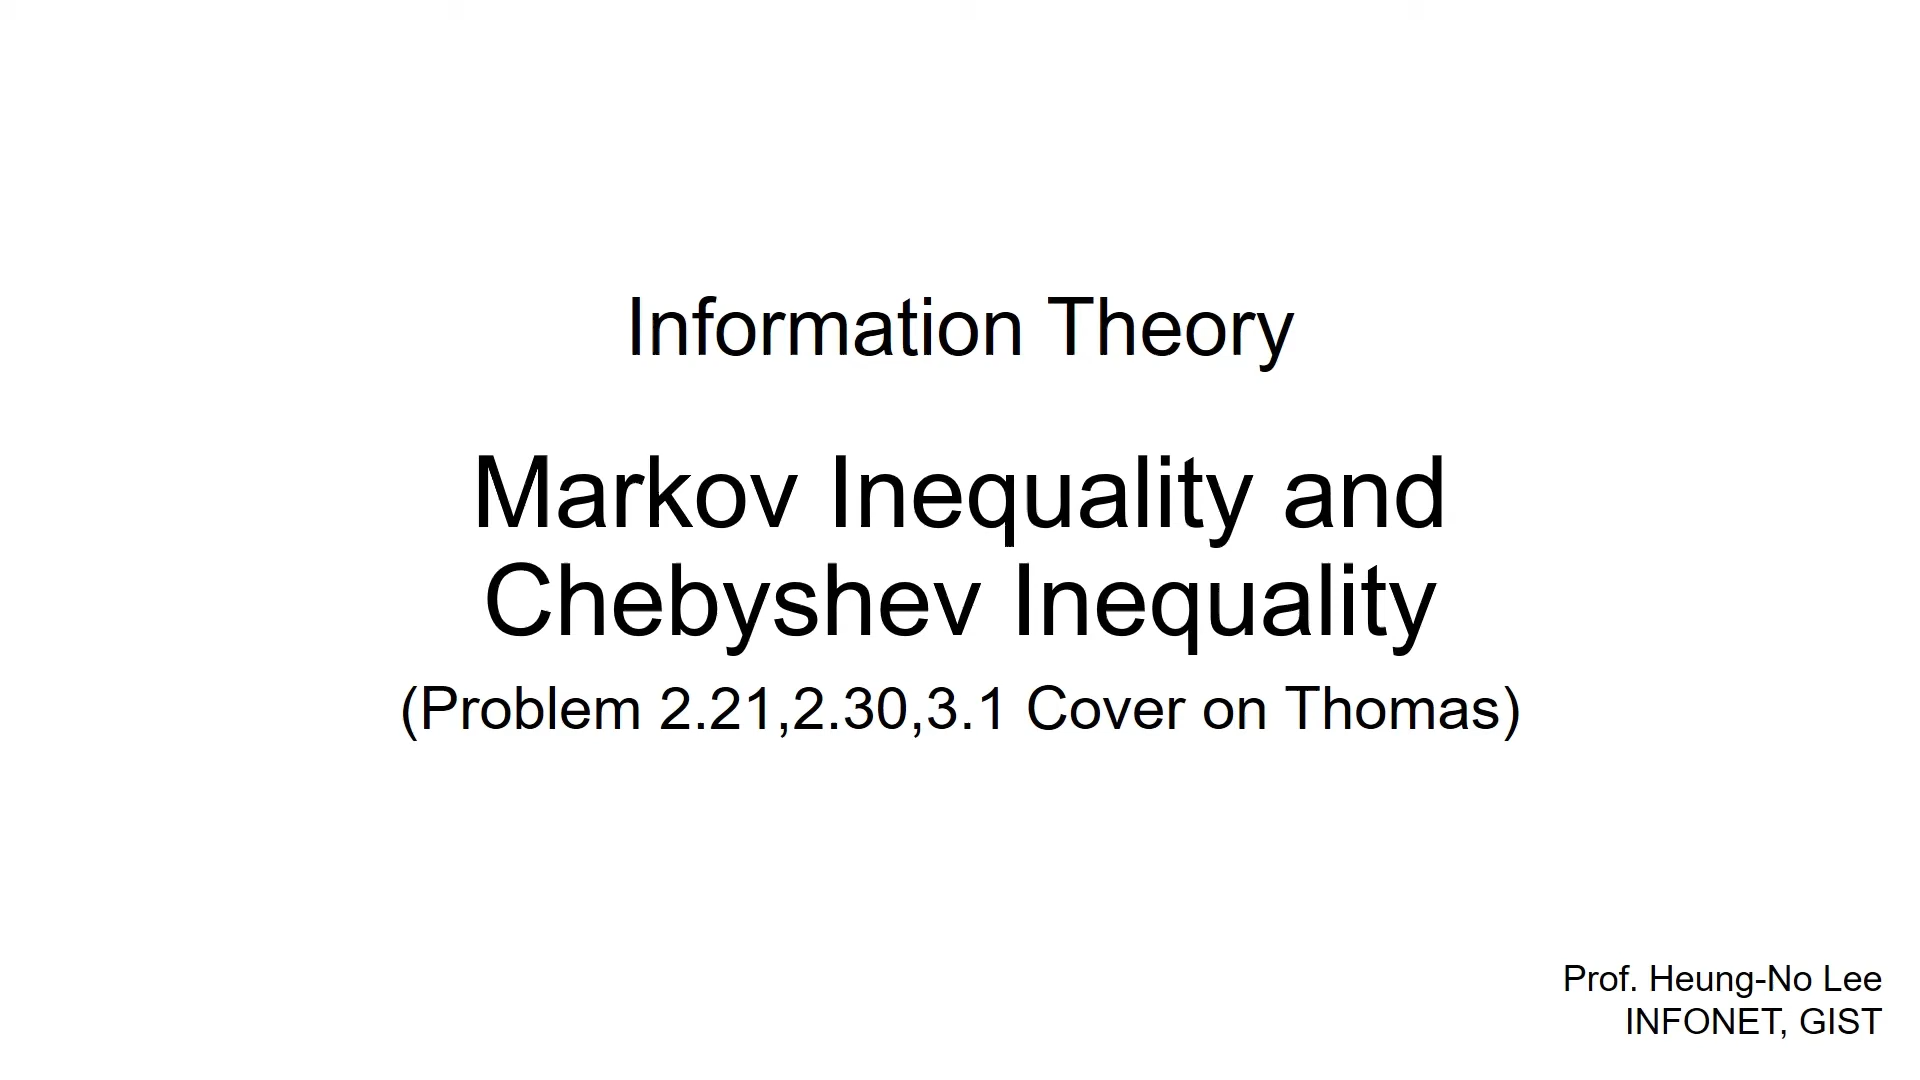 Information Theory
Markov Inequality and
Chebyshev Inequality
(Problem 2.21,2.30,3.1 Cover on Thomas)
Prof. Heung-No Lee
INFONET, GIST